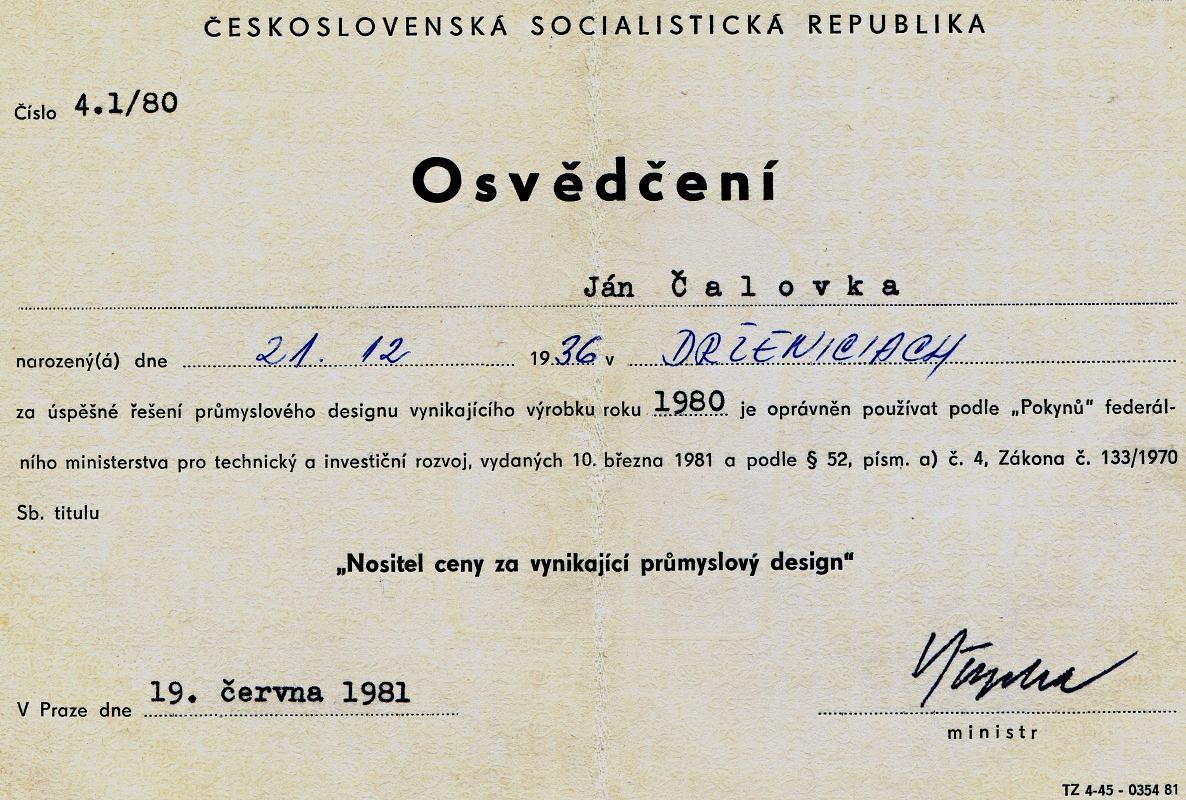 ČESKOSLOVENSKÁ SOCIALISTICKÁ REPUBLIKA
Číslo 4.1/80
Osvědčení
Ján Čalovka
narozený(á) dne 21. 12 1936 v DRŽENICIACH
za úspěšné řešení průmyslového designu vynikajícího výrobku roku 1980 je oprávněn používat podle „Pokynů“ federál-
ního ministerstva pro technický a investiční rozvoj, vydaných 10. března 1981 a podle § 52, písm. a) č. 4, Zákona č. 133/1970
Sb. titulu
„Nositel ceny za vynikající průmyslový design“
V Praze dne 19. června 1981
ministr
TZ 4-45 - 0354 81